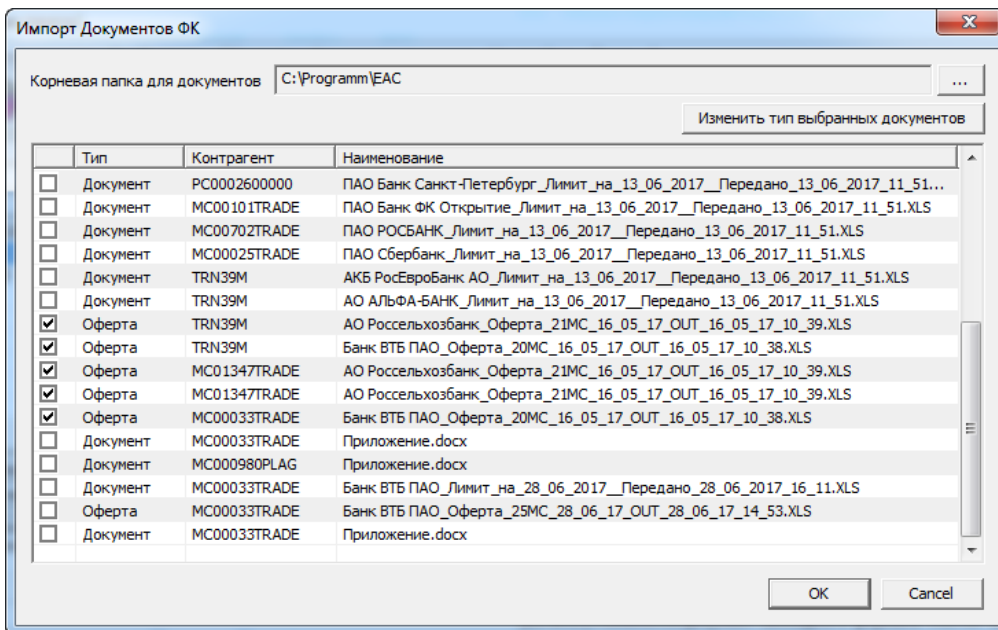 Импорт Документов ФК
Корневая папка для документов C:\Programm\EAC ...
Изменить тип выбранных документов
Тип Контрагент Наименование
Документ PC0002600000 ПАО Банк Санкт-Петербург_Лимит_на_13_06_2017__Передано_13_06_2017_11_51...
Документ MC00101TRADE ПАО Банк ФК Открытие_Лимит_на_13_06_2017__Передано_13_06_2017_11_51.XLS
Документ MC00702TRADE ПАО РОСБАНК_Лимит_на_13_06_2017__Передано_13_06_2017_11_51.XLS
Документ MC00025TRADE ПАО Сбербанк_Лимит_на_13_06_2017__Передано_13_06_2017_11_51.XLS
Документ TRN39M АКБ РосЕвроБанк АО_Лимит_на_13_06_2017__Передано_13_06_2017_11_51.XLS
Документ TRN39M АО АЛЬФА-БАНК_Лимит_на_13_06_2017__Передано_13_06_2017_11_51.XLS
Оферта TRN39M АО Россельхозбанк_Оферта_21МС_16_05_17_OUT_16_05_17_10_39.XLS
Оферта TRN39M Банк ВТБ ПАО_Оферта_20МС_16_05_17_OUT_16_05_17_10_38.XLS
Оферта MC01347TRADE АО Россельхозбанк_Оферта_21МС_16_05_17_OUT_16_05_17_10_39.XLS
Оферта MC01347TRADE АО Россельхозбанк_Оферта_21МС_16_05_17_OUT_16_05_17_10_39.XLS
Оферта MC00033TRADE Банк ВТБ ПАО_Оферта_20МС_16_05_17_OUT_16_05_17_10_38.XLS
Документ MC00033TRADE Приложение.docx
Документ MC000980PLAG Приложение.docx
Документ MC00033TRADE Банк ВТБ ПАО_Лимит_на_28_06_2017__Передано_28_06_2017_16_11.XLS
Оферта MC00033TRADE Банк ВТБ ПАО_Оферта_25МС_28_06_17_OUT_28_06_17_14_53.XLS
Документ MC00033TRADE Приложение.docx
OK Cancel